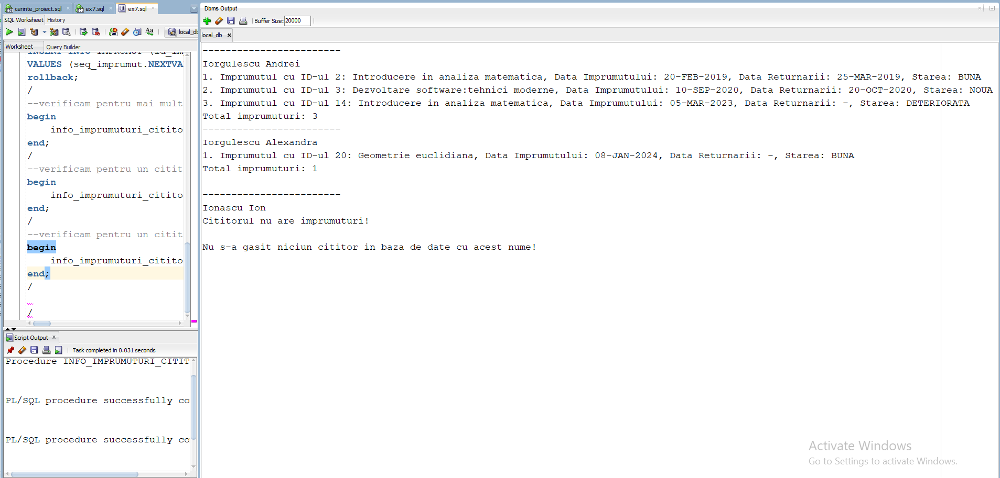 cerinte_proiect.sql
ex7.sql
ex7.sql
SQL Worksheet
History
local_db
Worksheet
Query Builder
VALUES (seq_imprumut.NEXTVA
rollback;
/
--verificam pentru mai mult
begin
info_imprumuturi_citito
end;
/
--verificam pentru un citit
begin
info_imprumuturi_citito
end;
/
--verificam pentru un citit
begin
info_imprumuturi_citito
end;
/
/
Script Output
Task completed in 0.031 seconds
Procedure INFO_IMPRUMUTURI_CITIT
PL/SQL procedure successfully co
PL/SQL procedure successfully co
Dbms Output
Buffer Size: 20000
local_db
------------------------
Iorgulescu Andrei
1. Imprumutul cu ID-ul 2: Introducere in analiza matematica, Data Imprumutului: 20-FEB-2019, Data Returnarii: 25-MAR-2019, Starea: BUNA
2. Imprumutul cu ID-ul 3: Dezvoltare software:tehnici moderne, Data Imprumutului: 10-SEP-2020, Data Returnarii: 20-OCT-2020, Starea: NOUA
3. Imprumutul cu ID-ul 14: Introducere in analiza matematica, Data Imprumutului: 05-MAR-2023, Data Returnarii: -, Starea: DETERIORATA
Total imprumuturi: 3
------------------------
Iorgulescu Alexandra
1. Imprumutul cu ID-ul 20: Geometrie euclidiana, Data Imprumutului: 08-JAN-2024, Data Returnarii: -, Starea: BUNA
Total imprumuturi: 1
------------------------
Ionascu Ion
Cititorul nu are imprumuturi!
Nu s-a gasit niciun cititor in baza de date cu acest nume!
Activate Windows
Go to Settings to activate Windows.